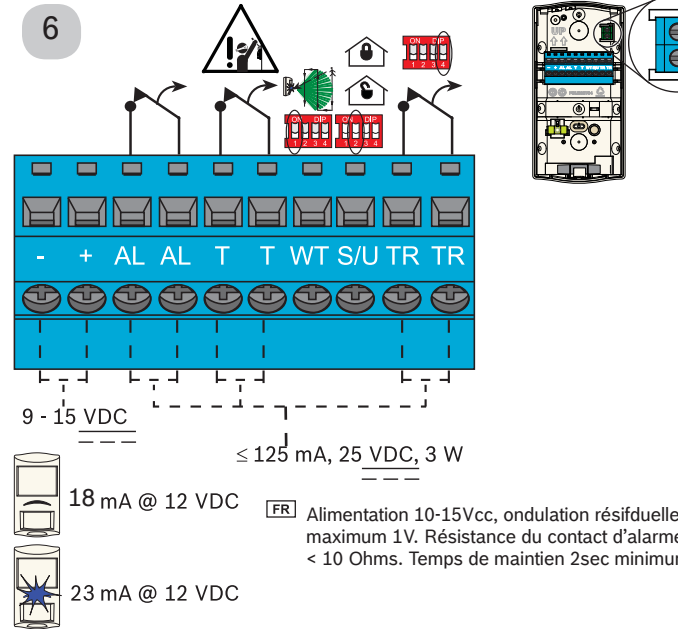 6
ON DIP
1 2 3 4
ON DIP
1 2 3 4
ON DIP
1 2 3 4
UP
- + AL AL T T WT S/U TR TR
9 - 15 VDC
≤ 125 mA, 25 VDC, 3 W
18 mA @ 12 VDC
FR Alimentation 10-15Vcc, ondulation résifduelle
maximum 1V. Résistance du contact d’alarme
< 10 Ohms. Temps de maintien 2sec minimum
23 mA @ 12 VDC